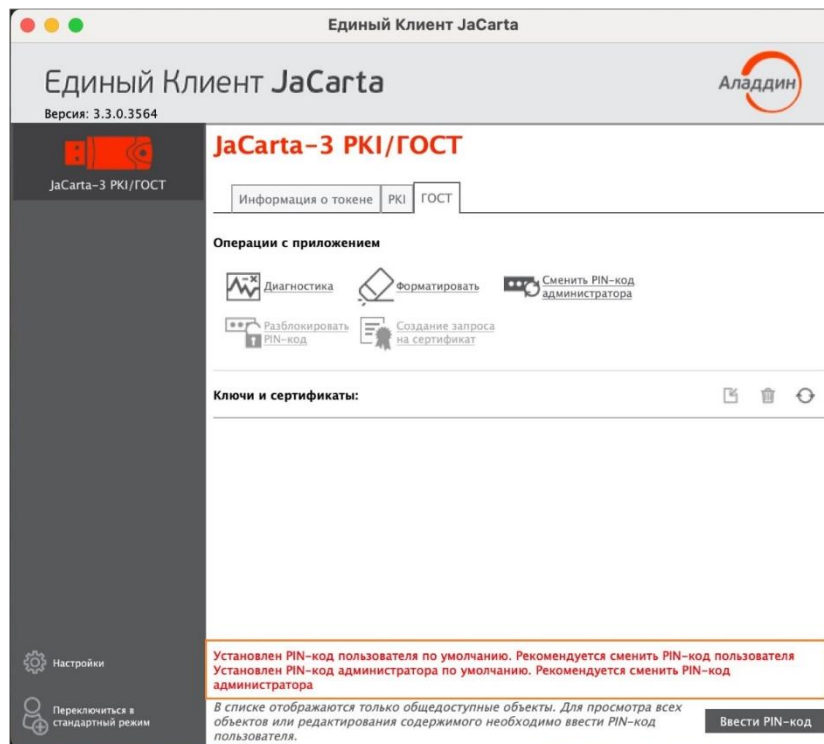 Единый Клиент JaCarta
Единый Клиент JaCarta
Аладдин
Версия: 3.3.0.3564
JaCarta-3 PKI/ГОСТ
JaCarta-3 PKI/ГОСТ
Информация о токене
PKI
ГОСТ
Операции с приложением
Диагностика
Форматировать
Сменить PIN-код
администратора
Разблокировать
PIN-код
Создание запроса
на сертификат
Ключи и сертификаты:
Установлен PIN-код пользователя по умолчанию. Рекомендуется сменить PIN-код пользователя
Установлен PIN-код администратора по умолчанию. Рекомендуется сменить PIN-код
администратора
Настройки
Переключиться в
стандартный режим
В списке отображаются только общедоступные объекты. Для просмотра всех
объектов или редактирования содержимого необходимо ввести PIN-код
пользователя.
Ввести PIN-код